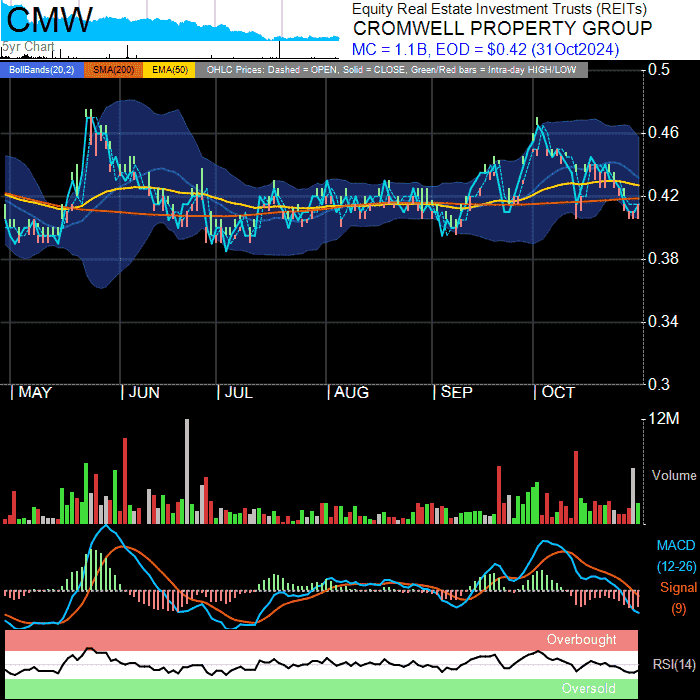 CMW
5yr Chart
Equity Real Estate Investment Trusts (REITs)
CROMWELL PROPERTY GROUP
MC = 1.1B, EOD = $0.42 (31Oct2024)
BollBands(20,2) SMA(200) EMA(50) OHLC Prices: Dashed = OPEN, Solid = CLOSE, Green/Red bars = Intra-day HIGH/LOW
0.5
0.46
0.42
0.38
0.34
0.3
MAY JUN JUL AUG SEP OCT
12M
Volume
MACD
(12-26)
Signal
(9)
Overbought
RSI(14)
Oversold